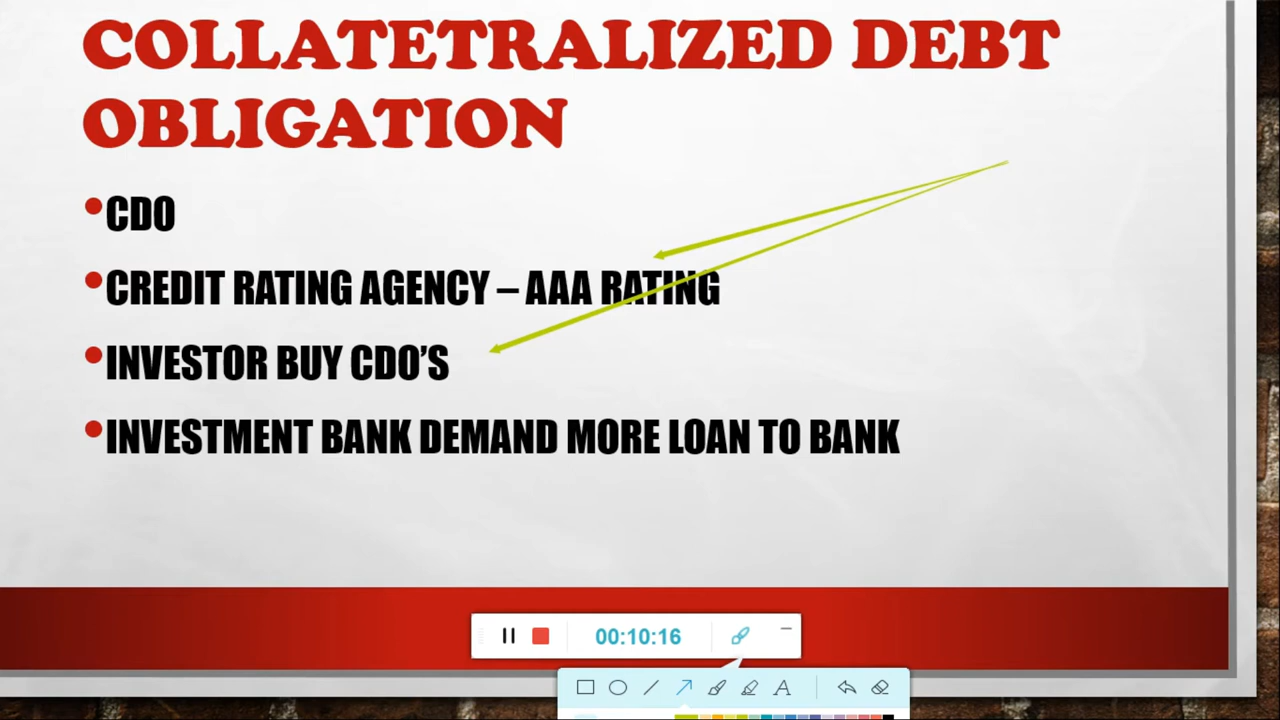 COLLATETRALIZED DEBT
OBLIGATION
•CDO
•CREDIT RATING AGENCY – AAA RATING
•INVESTOR BUY CDO’S
•INVESTMENT BANK DEMAND MORE LOAN TO BANK
00:10:16
A